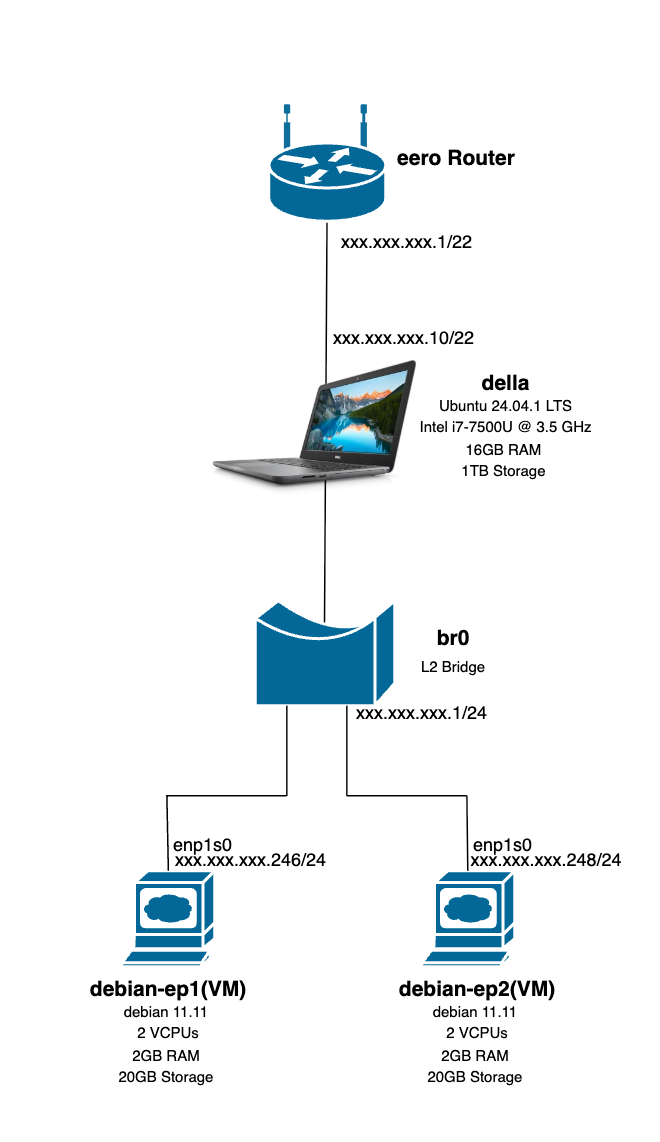 eero Router
xxx.xxx.xxx.1/22
xxx.xxx.xxx.10/22
della
Ubuntu 24.04.1 LTS
Intel i7-7500U @ 3.5 GHz
16GB RAM
1TB Storage
br0
L2 Bridge
xxx.xxx.xxx.1/24
enp1s0
xxx.xxx.xxx.246/24
debian-ep1(VM)
debian 11.11
2 VCPUs
2GB RAM
20GB Storage
enp1s0
xxx.xxx.xxx.248/24
debian-ep2(VM)
debian 11.11
2 VCPUs
2GB RAM
20GB Storage